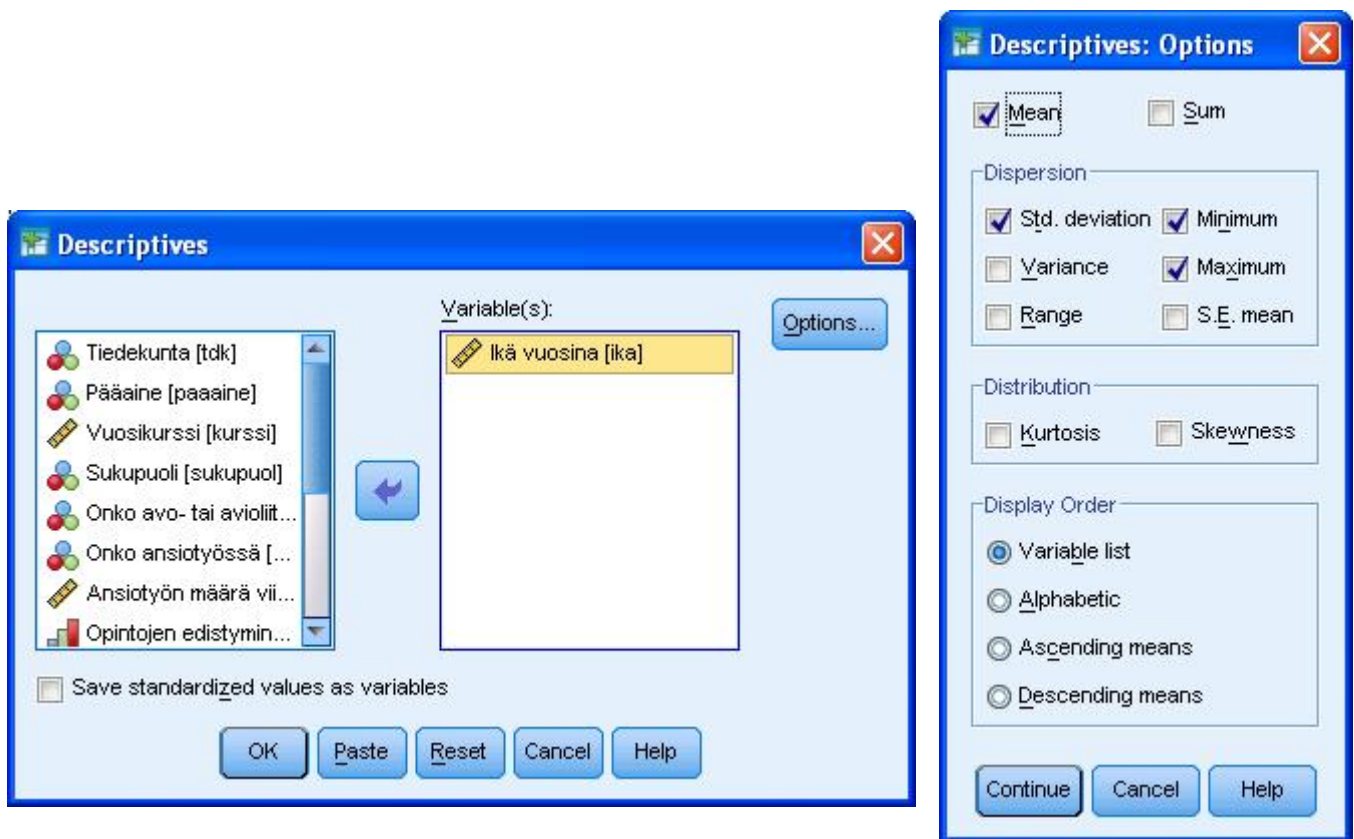 Descriptives
Variable(s):
Options...
Tiedekunta [tdk]
Pääaine [paaaine]
Vuosikurssi [kurssi]
Sukupuoli [sukupuol]
Onko avo- tai avioliit...
Onko ansiotyössä [...
Ansiotyön määrä vii...
Opintojen edistymin...
Ikä vuosina [ika]
Save standardized values as variables
OK Paste Reset Cancel Help
Descriptives: Options
Mean Sum
Dispersion
Std. deviation Minimum
Variance Maximum
Range S.E. mean
Distribution
Kurtosis Skewness
Display Order
Variable list
Alphabetic
Ascending means
Descending means
Continue Cancel Help